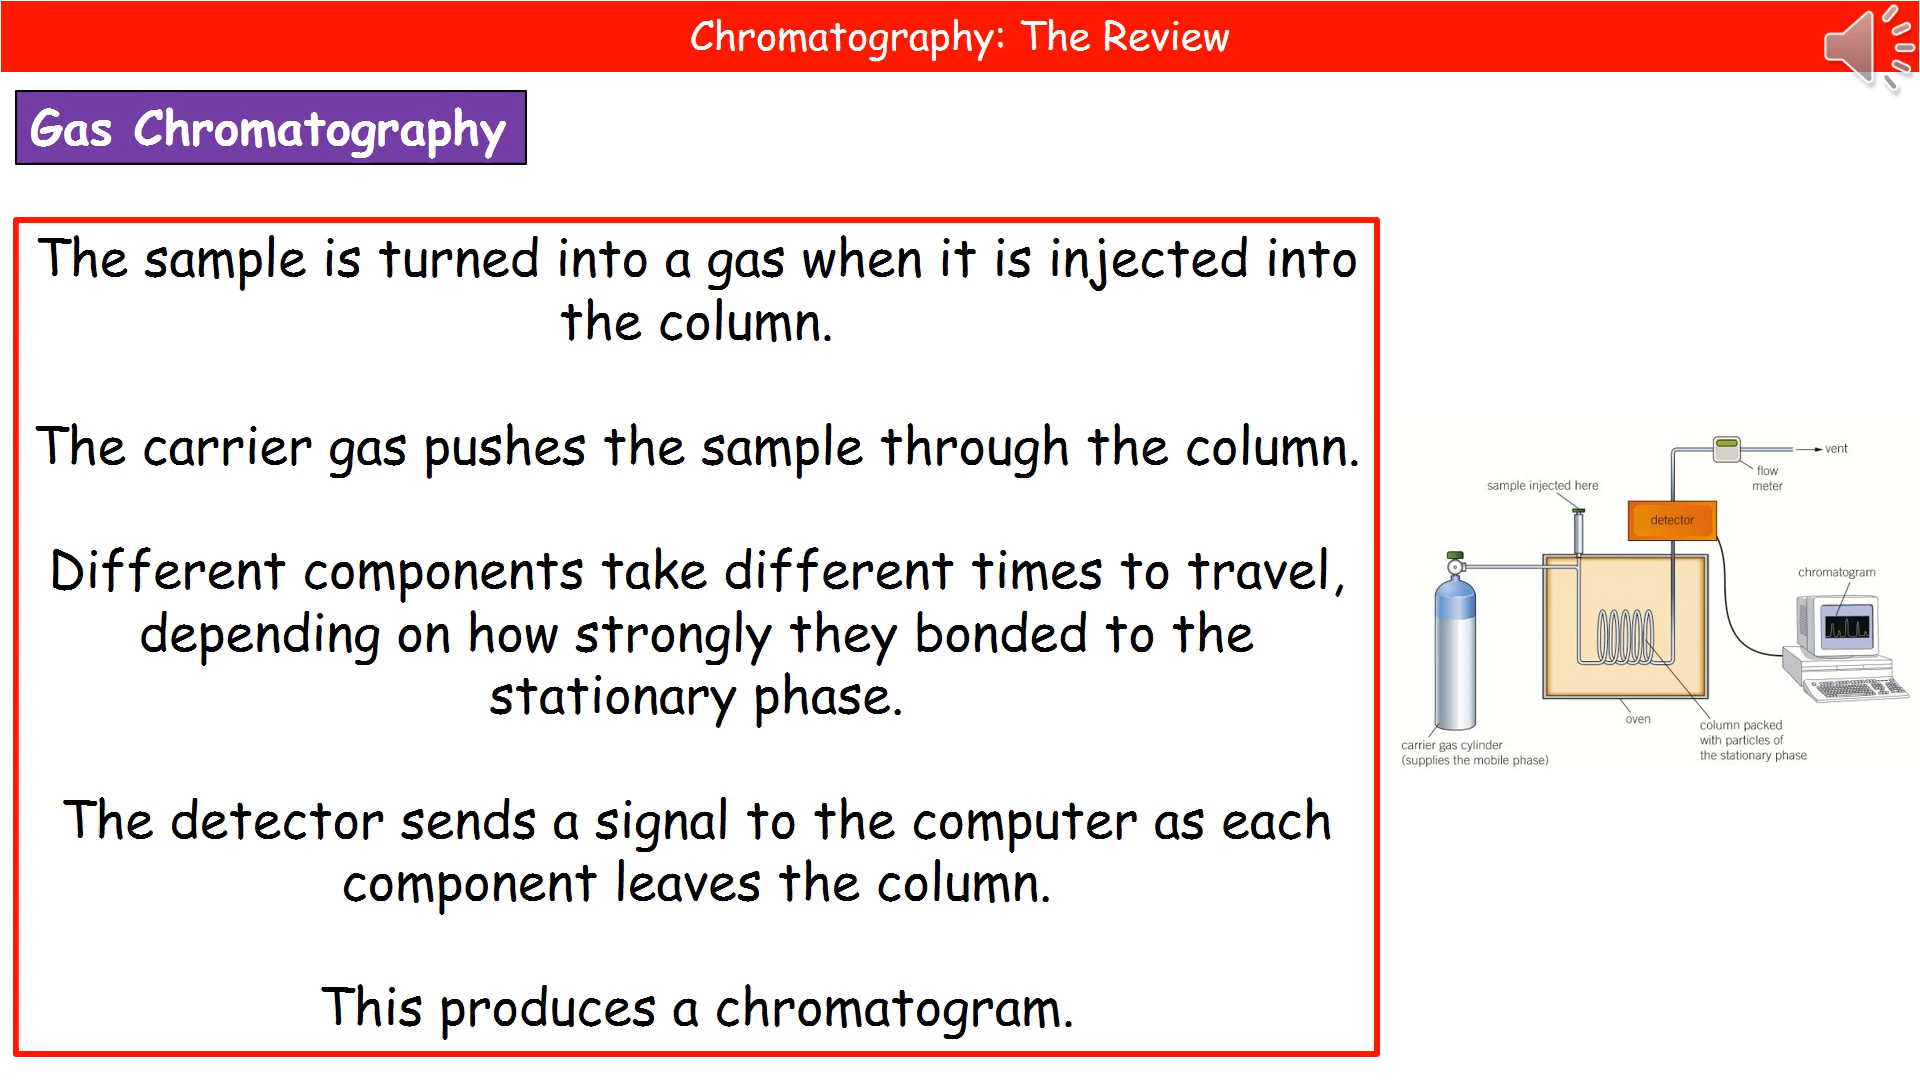 Chromatography: The Review
Gas Chromatography
The sample is turned into a gas when it is injected into
the column.
The carrier gas pushes the sample through the column.
Different components take different times to travel,
depending on how strongly they bonded to the
stationary phase.
The detector sends a signal to the computer as each
component leaves the column.
This produces a chromatogram.
vent
flow
meter
sample injected here
detector
chromatogram
oven
column packed
with particles of
the stationary phase
carrier gas cylinder
(supplies the mobile phase)